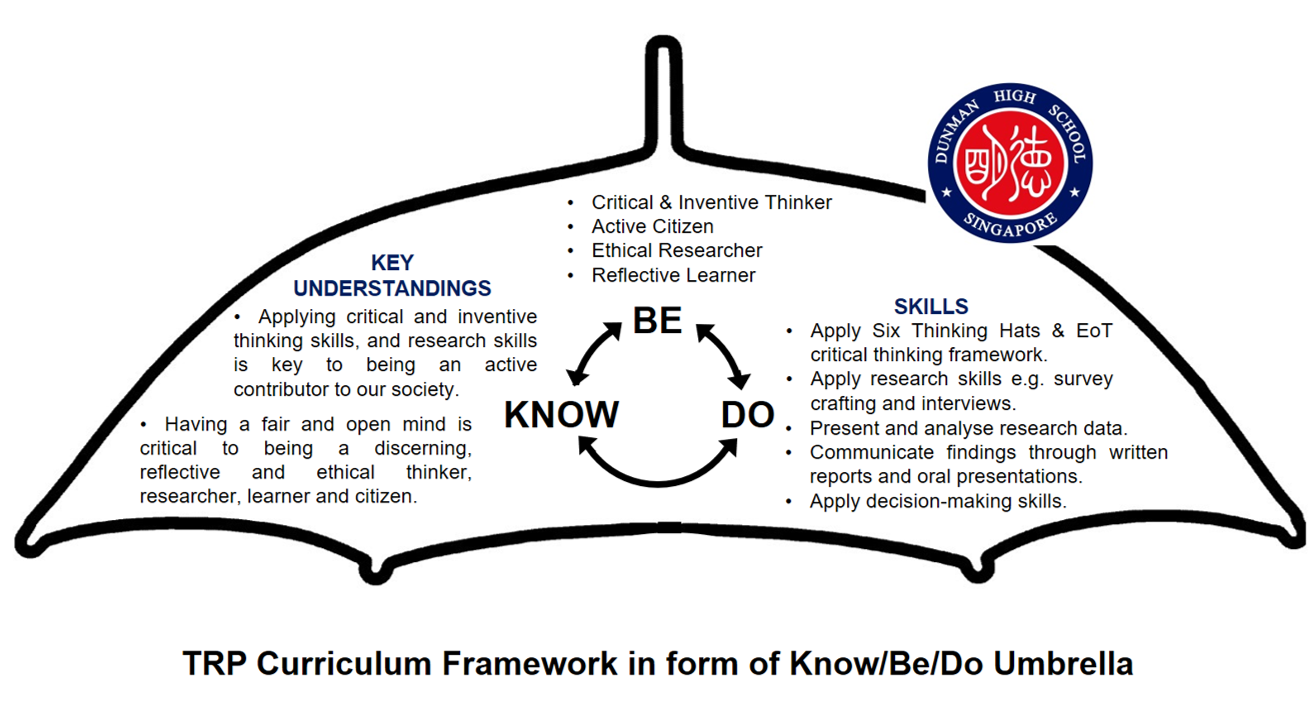 DUNMAN HIGH SCHOOL
SINGAPORE
• Critical & Inventive Thinker
• Active Citizen
• Ethical Researcher
• Reflective Learner
KEY
UNDERSTANDINGS
• Applying critical and inventive
thinking skills, and research skills
is key to being an active
contributor to our society.
• Having a fair and open mind is
critical to being a discerning,
reflective and ethical thinker,
researcher, learner and citizen.
BE
KNOW
DO
SKILLS
• Apply Six Thinking Hats & EoT
critical thinking framework.
• Apply research skills e.g. survey
crafting and interviews.
• Present and analyse research data.
• Communicate findings through written
reports and oral presentations.
• Apply decision-making skills.
TRP Curriculum Framework in form of Know/Be/Do Umbrella